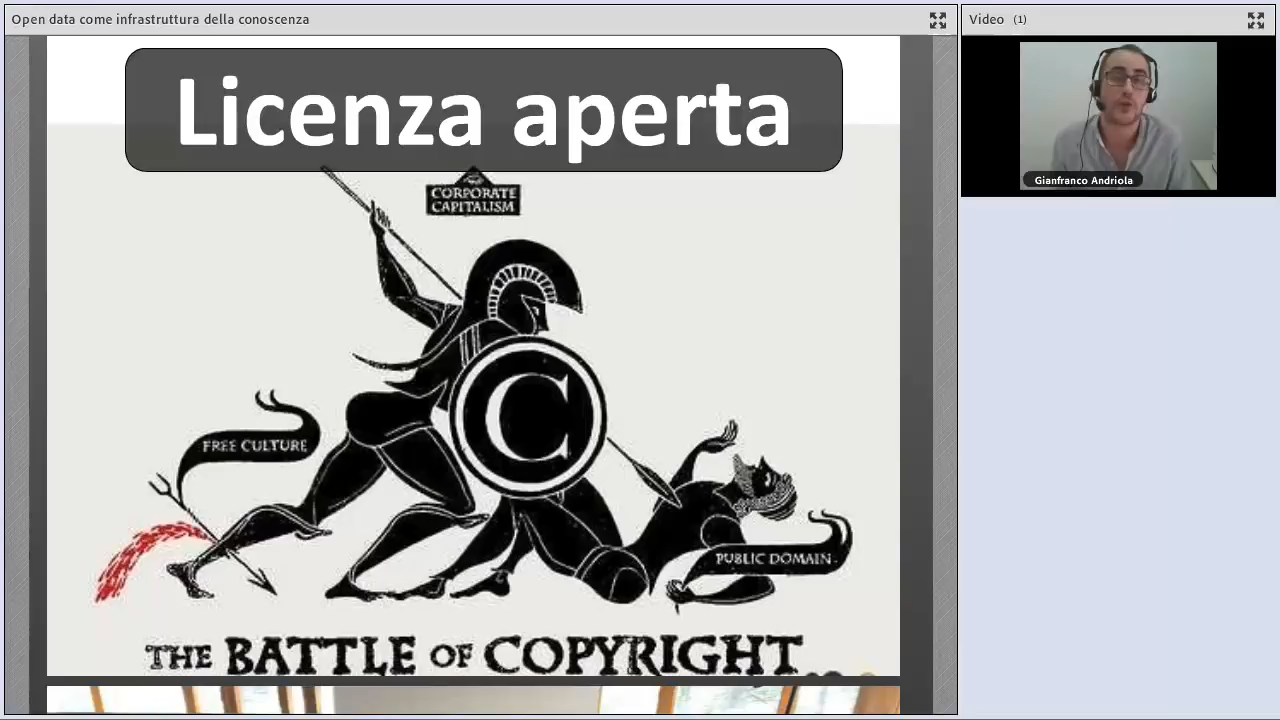 Open data come infrastruttura della conoscenza
Video (1)
Licenza aperta
CORPORATE
CAPITALISM
C
FREE CULTURE
PUBLIC DOMAIN
THE BATTLE OF COPYRIGHT
Gianfranco Andriola